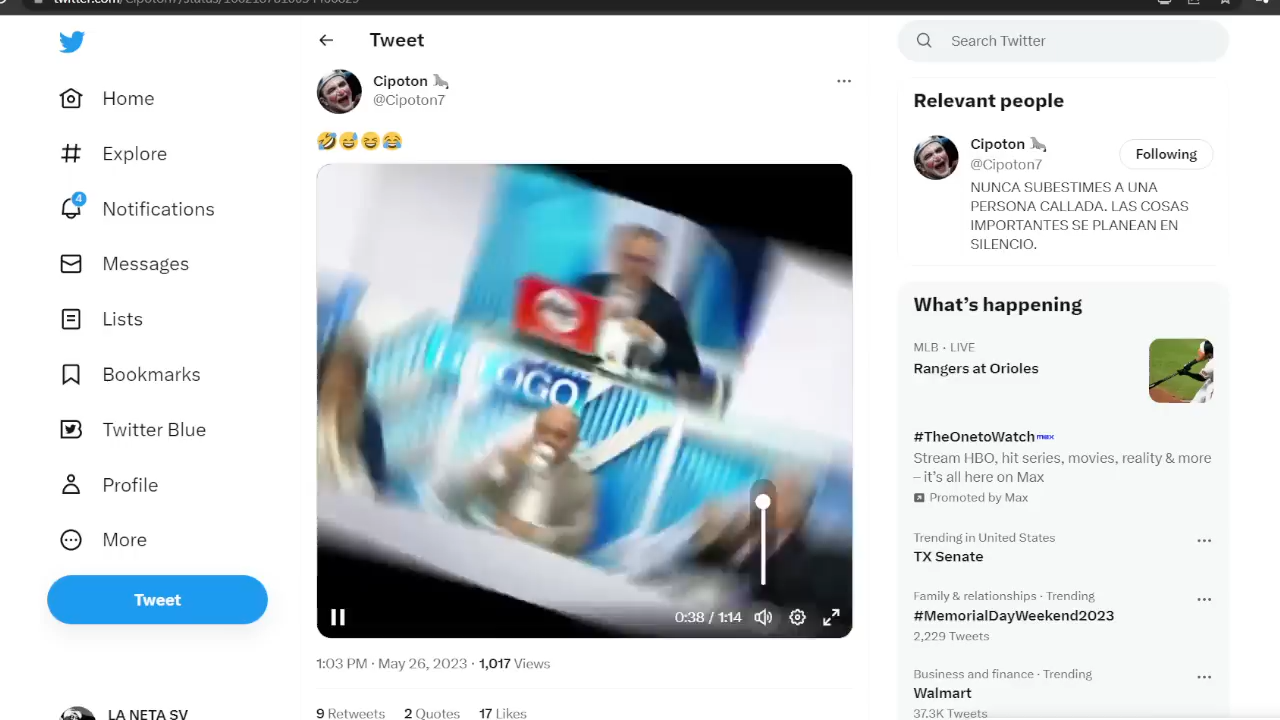 Tweet
Search Twitter
Home
Explore
4
Notifications
Messages
Lists
Bookmarks
Twitter Blue
Profile
More
Tweet
LA NETA SV
Cipoton
@Cipoton7
OGO
0:38 / 1:14
1:03 PM · May 26, 2023 · 1,017 Views
9 Retweets 2 Quotes 17 Likes
Relevant people
Cipoton
@Cipoton7
Following
NUNCA SUBESTIMES A UNA
PERSONA CALLADA. LAS COSAS
IMPORTANTES SE PLANEAN EN
SILENCIO.
What's happening
MLB · LIVE
Rangers at Orioles
#TheOnetoWatch max
Stream HBO, hit series, movies, reality & more
– it's all here on Max
Promoted by Max
Trending in United States
TX Senate
Family & relationships · Trending
#MemorialDayWeekend2023
2,229 Tweets
Business and finance · Trending
Walmart
37.3K Tweets